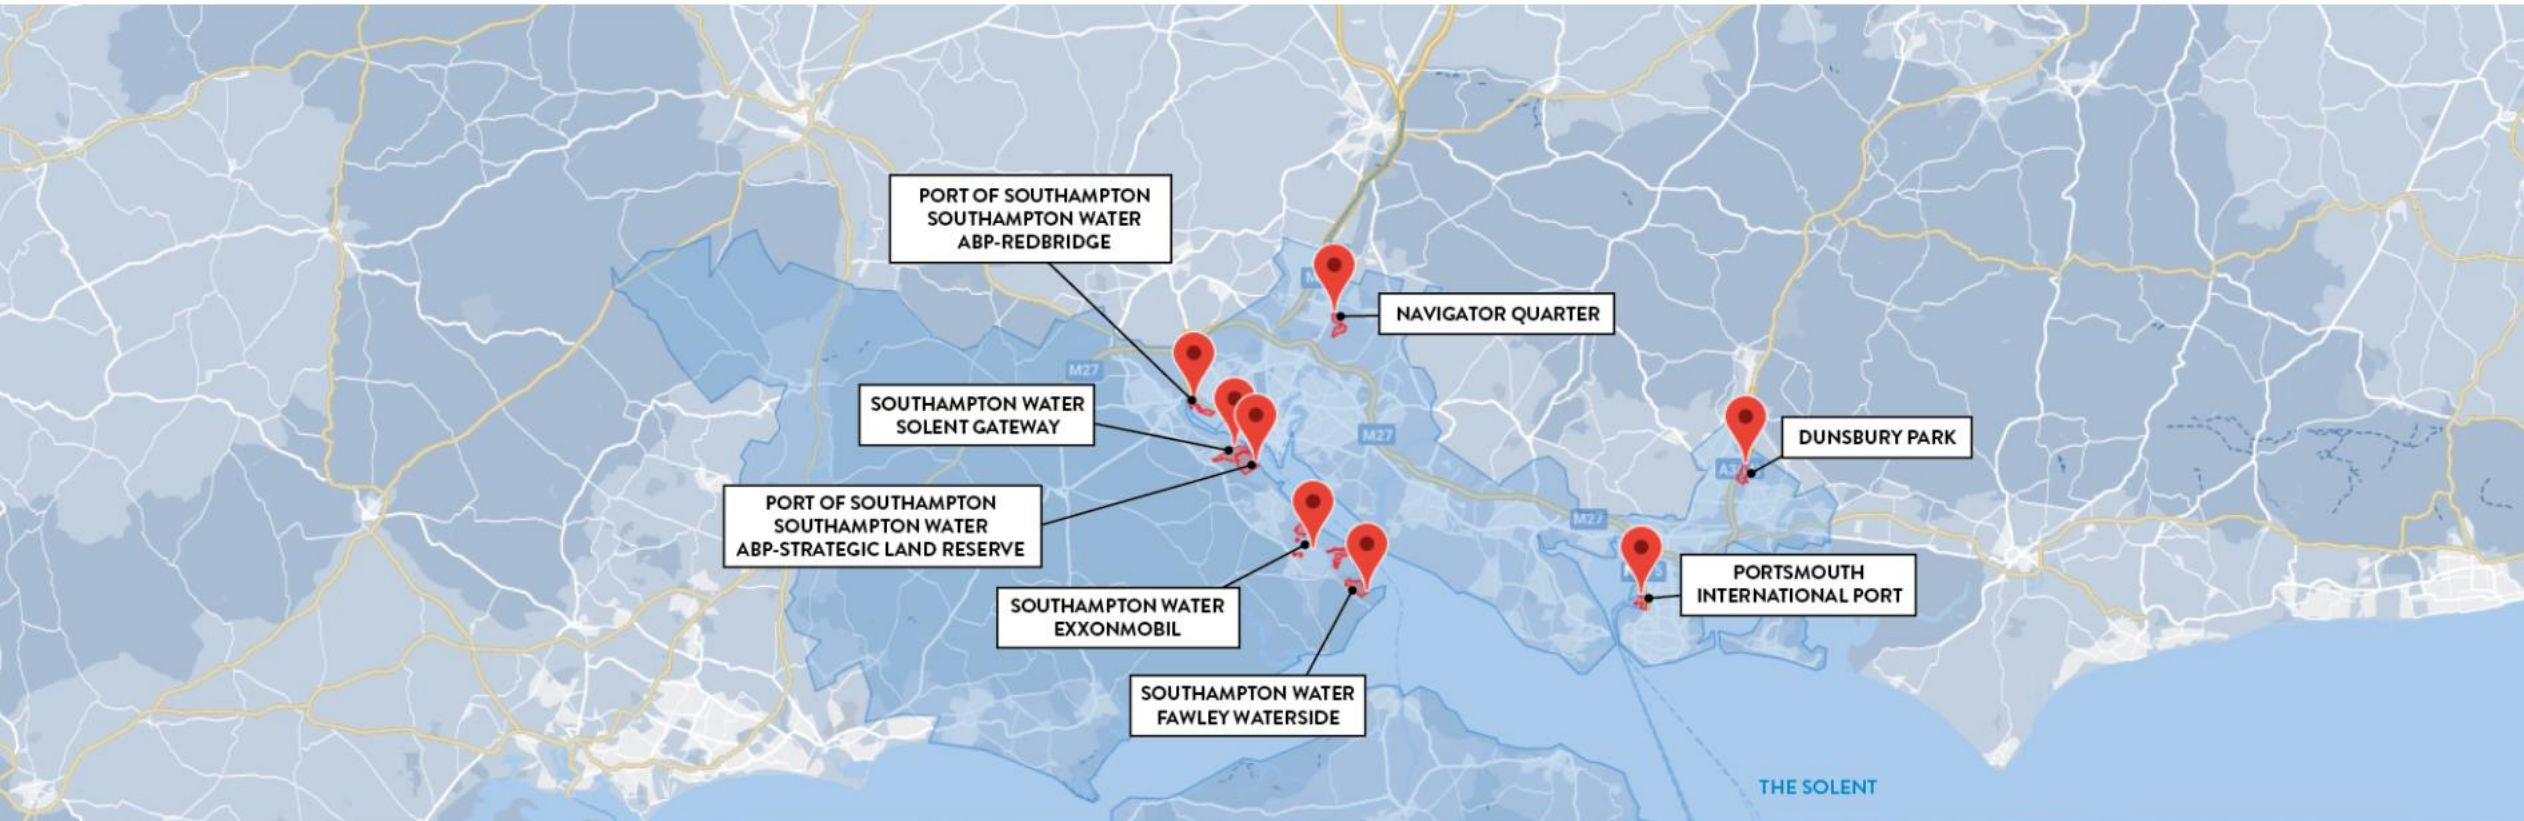 PORT OF SOUTHAMPTON
SOUTHAMPTON WATER
ABP-REDBRIDGE
NAVIGATOR QUARTER
M27
SOUTHAMPTON WATER
SOLENT GATEWAY
M27
DUNSBURY PARK
PORT OF SOUTHAMPTON
SOUTHAMPTON WATER
ABP-STRATEGIC LAND RESERVE
M27
PORTSMOUTH
INTERNATIONAL PORT
SOUTHAMPTON WATER
EXXONMOBIL
SOUTHAMPTON WATER
FAWLEY WATERSIDE
THE SOLENT